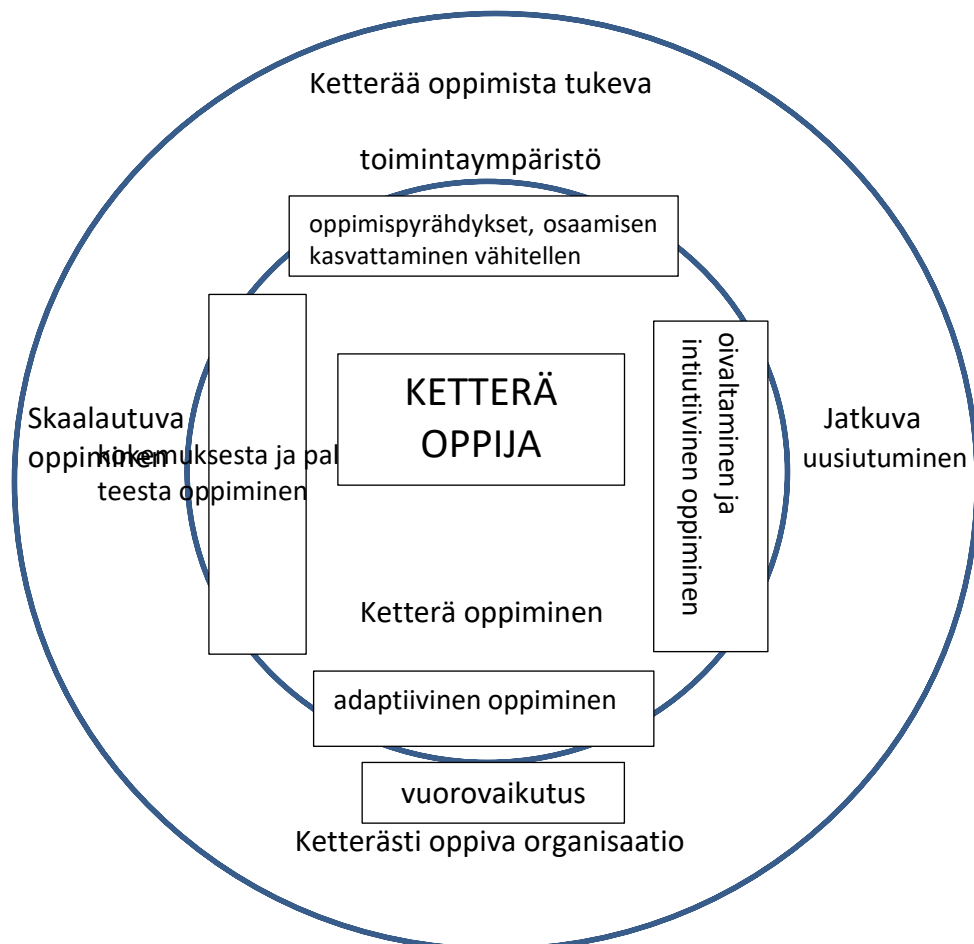 Ketterää oppimista tukeva
toimintaympäristö
oppimispyrähdykset, osaamisen
kasvattaminen vähitellen
KETTERÄ
OPPIJA
oivaltaminen ja
intiutiivinen oppiminen
Skaalautuva
oppiminen
kokemuksesta ja pal
teesta oppiminen
Jatkuva
uusiutuminen
Ketterä oppiminen
adaptiivinen oppiminen
vuorovaikutus
Ketterästi oppiva organisaatio